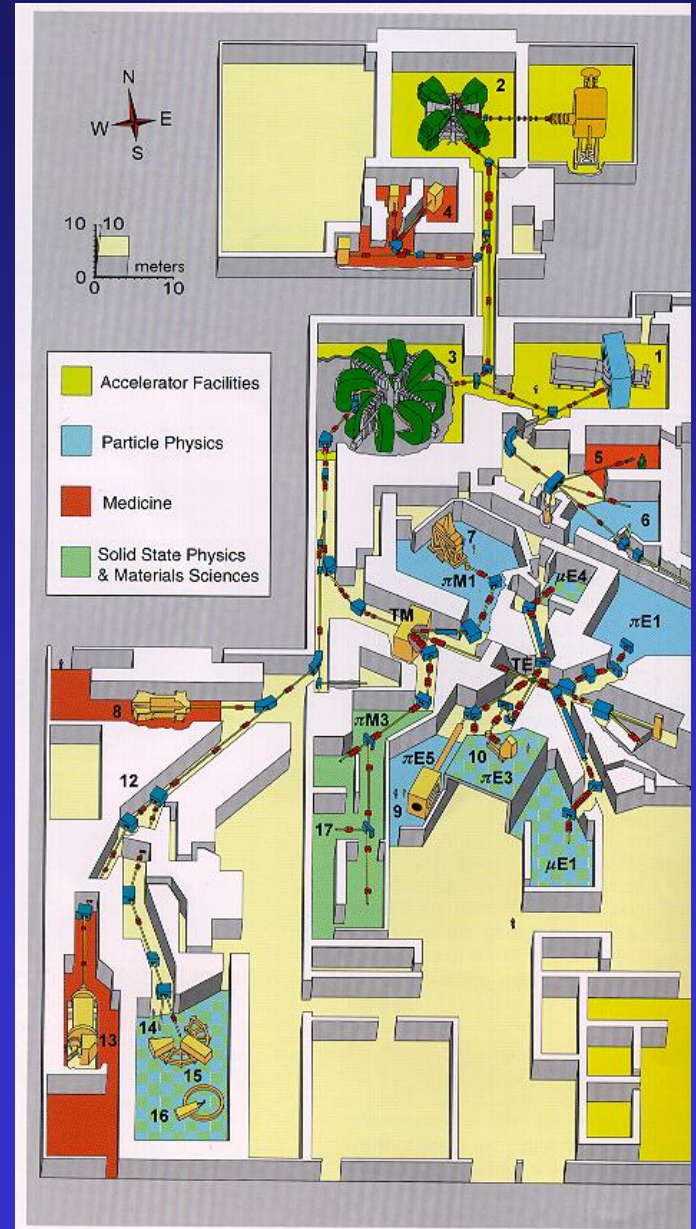 N
W E
S
10 10
meters
0
0 10
2
4
3
1
Accelerator Facilities
Particle Physics
Medicine
Solid State Physics
& Materials Sciences
5
6
7
πM1
μE4
πE1
TM
TE
8
πM3
πE5
10
πE3
9
12
17
μE1
13
14
15
16